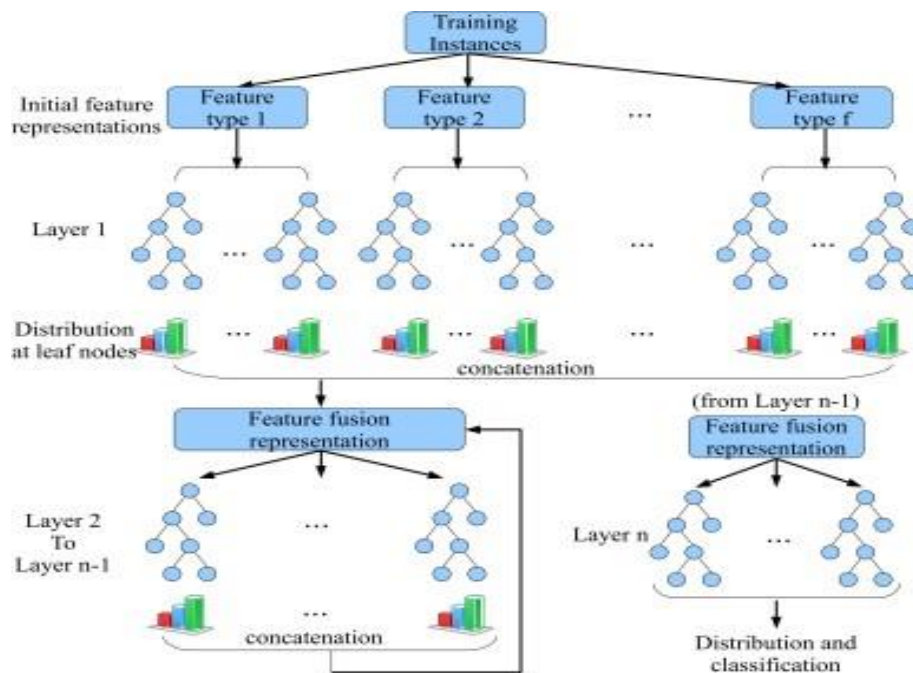 Training
Instances
Initial feature
representations
Feature
type 1
Feature
type 2
...
Feature
type f
Layer 1
...
...
...
...
Distribution
at leaf nodes
...
...
...
...
concatenation
Feature fusion
representation
(from Layer n-1)
Feature fusion
representation
Layer 2
To
Layer n-1
...
...
concatenation
Layer n
...
Distribution and
classification